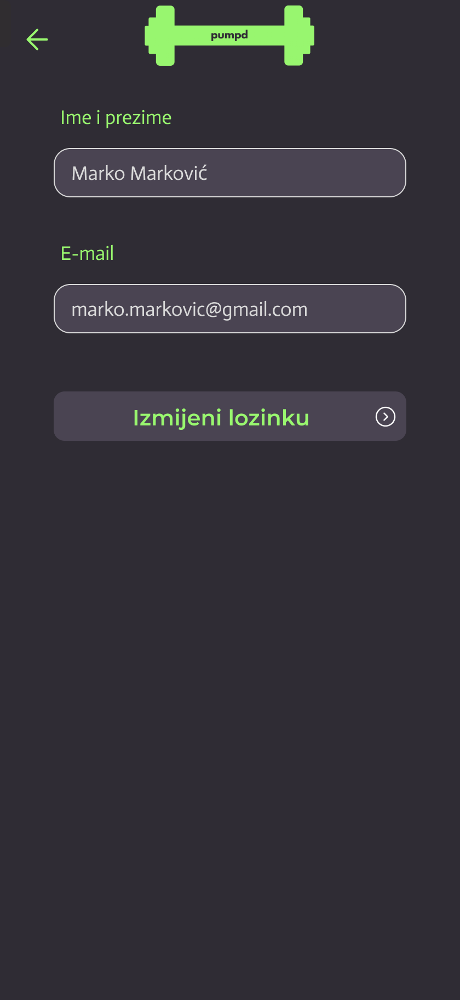 pumpd
Ime i prezime
Marko Marković
E-mail
marko.markovic@gmail.com
Izmijeni lozinku